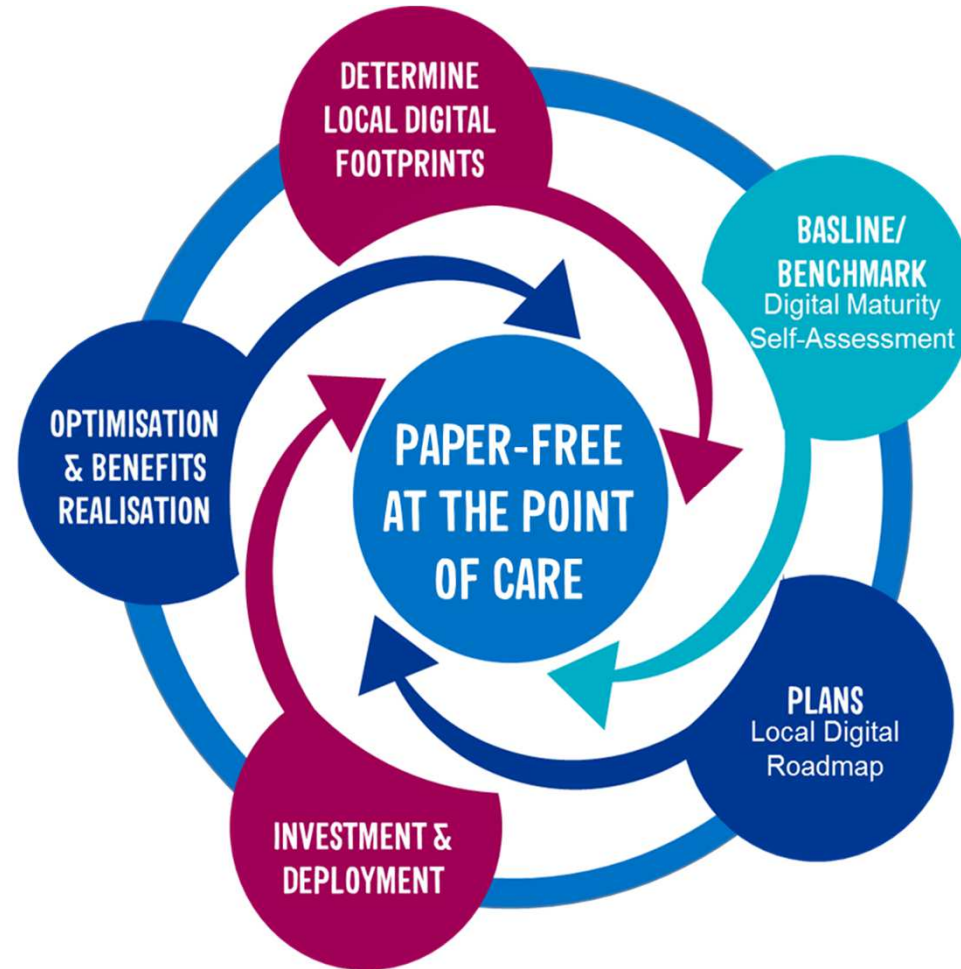 DETERMINE
LOCAL DIGITAL
FOOTPRINTS
BASLINE/
BENCHMARK
Digital Maturity
Self-Assessment
PLANS
Local Digital
Roadmap
INVESTMENT &
DEPLOYMENT
OPTIMISATION
& BENEFITS
REALISATION
PAPER-FREE
AT THE POINT
OF CARE